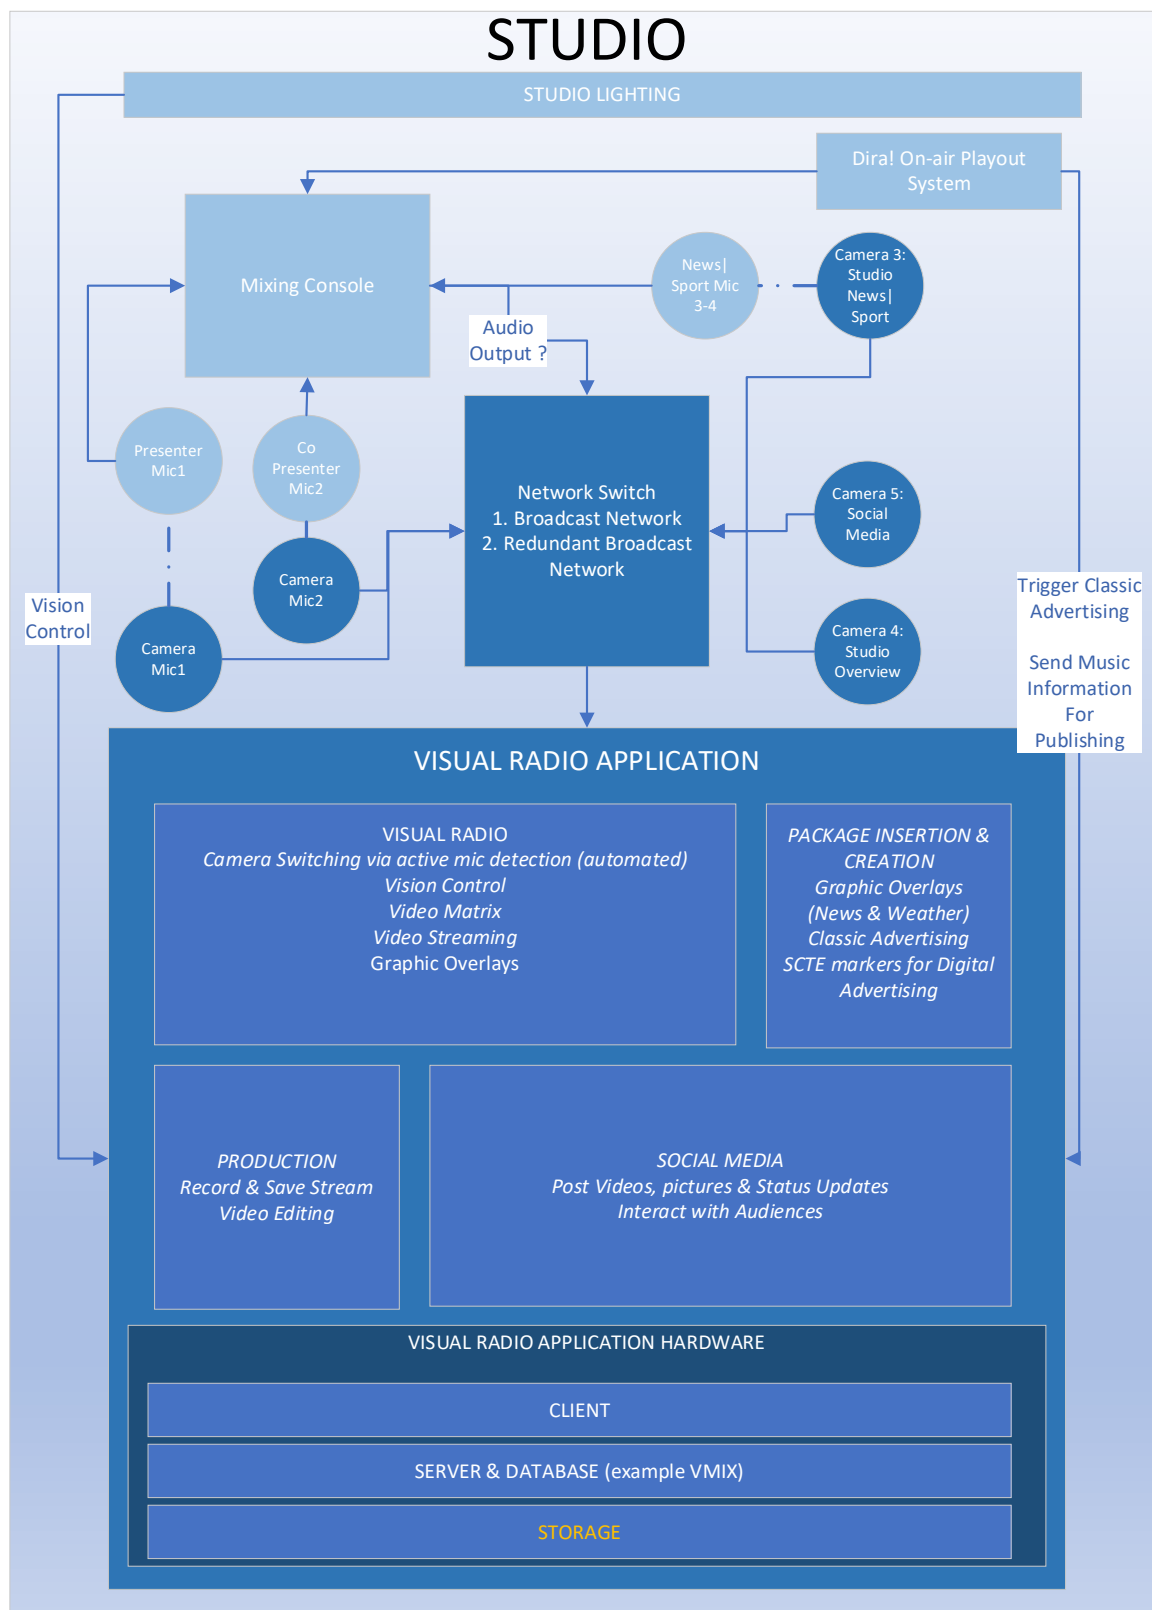 STUDIO
STUDIO LIGHTING
Dira! On-air Playout
System
Mixing Console
News|
Sport Mic
3-4
Camera 3:
Studio
News|
Sport
Audio
Output ?
Presenter
Mic1
Co
Presenter
Mic2
Network Switch
1. Broadcast Network
2. Redundant Broadcast
Network
Camera 5:
Social
Media
Camera
Mic2
Camera
Mic1
Camera 4:
Studio
Overview
Vision
Control
Trigger Classic
Advertising
Send Music
Information
For
Publishing
VISUAL RADIO APPLICATION
VISUAL RADIO
Camera Switching via active mic detection (automated)
Vision Control
Video Matrix
Video Streaming
Graphic Overlays
PACKAGE INSERTION &
CREATION
Graphic Overlays
(News & Weather)
Classic Advertising
SCTE markers for Digital
Advertising
PRODUCTION
Record & Save Stream
Video Editing
SOCIAL MEDIA
Post Videos, pictures & Status Updates
Interact with Audiences
VISUAL RADIO APPLICATION HARDWARE
CLIENT
SERVER & DATABASE (example VMIX)
STORAGE